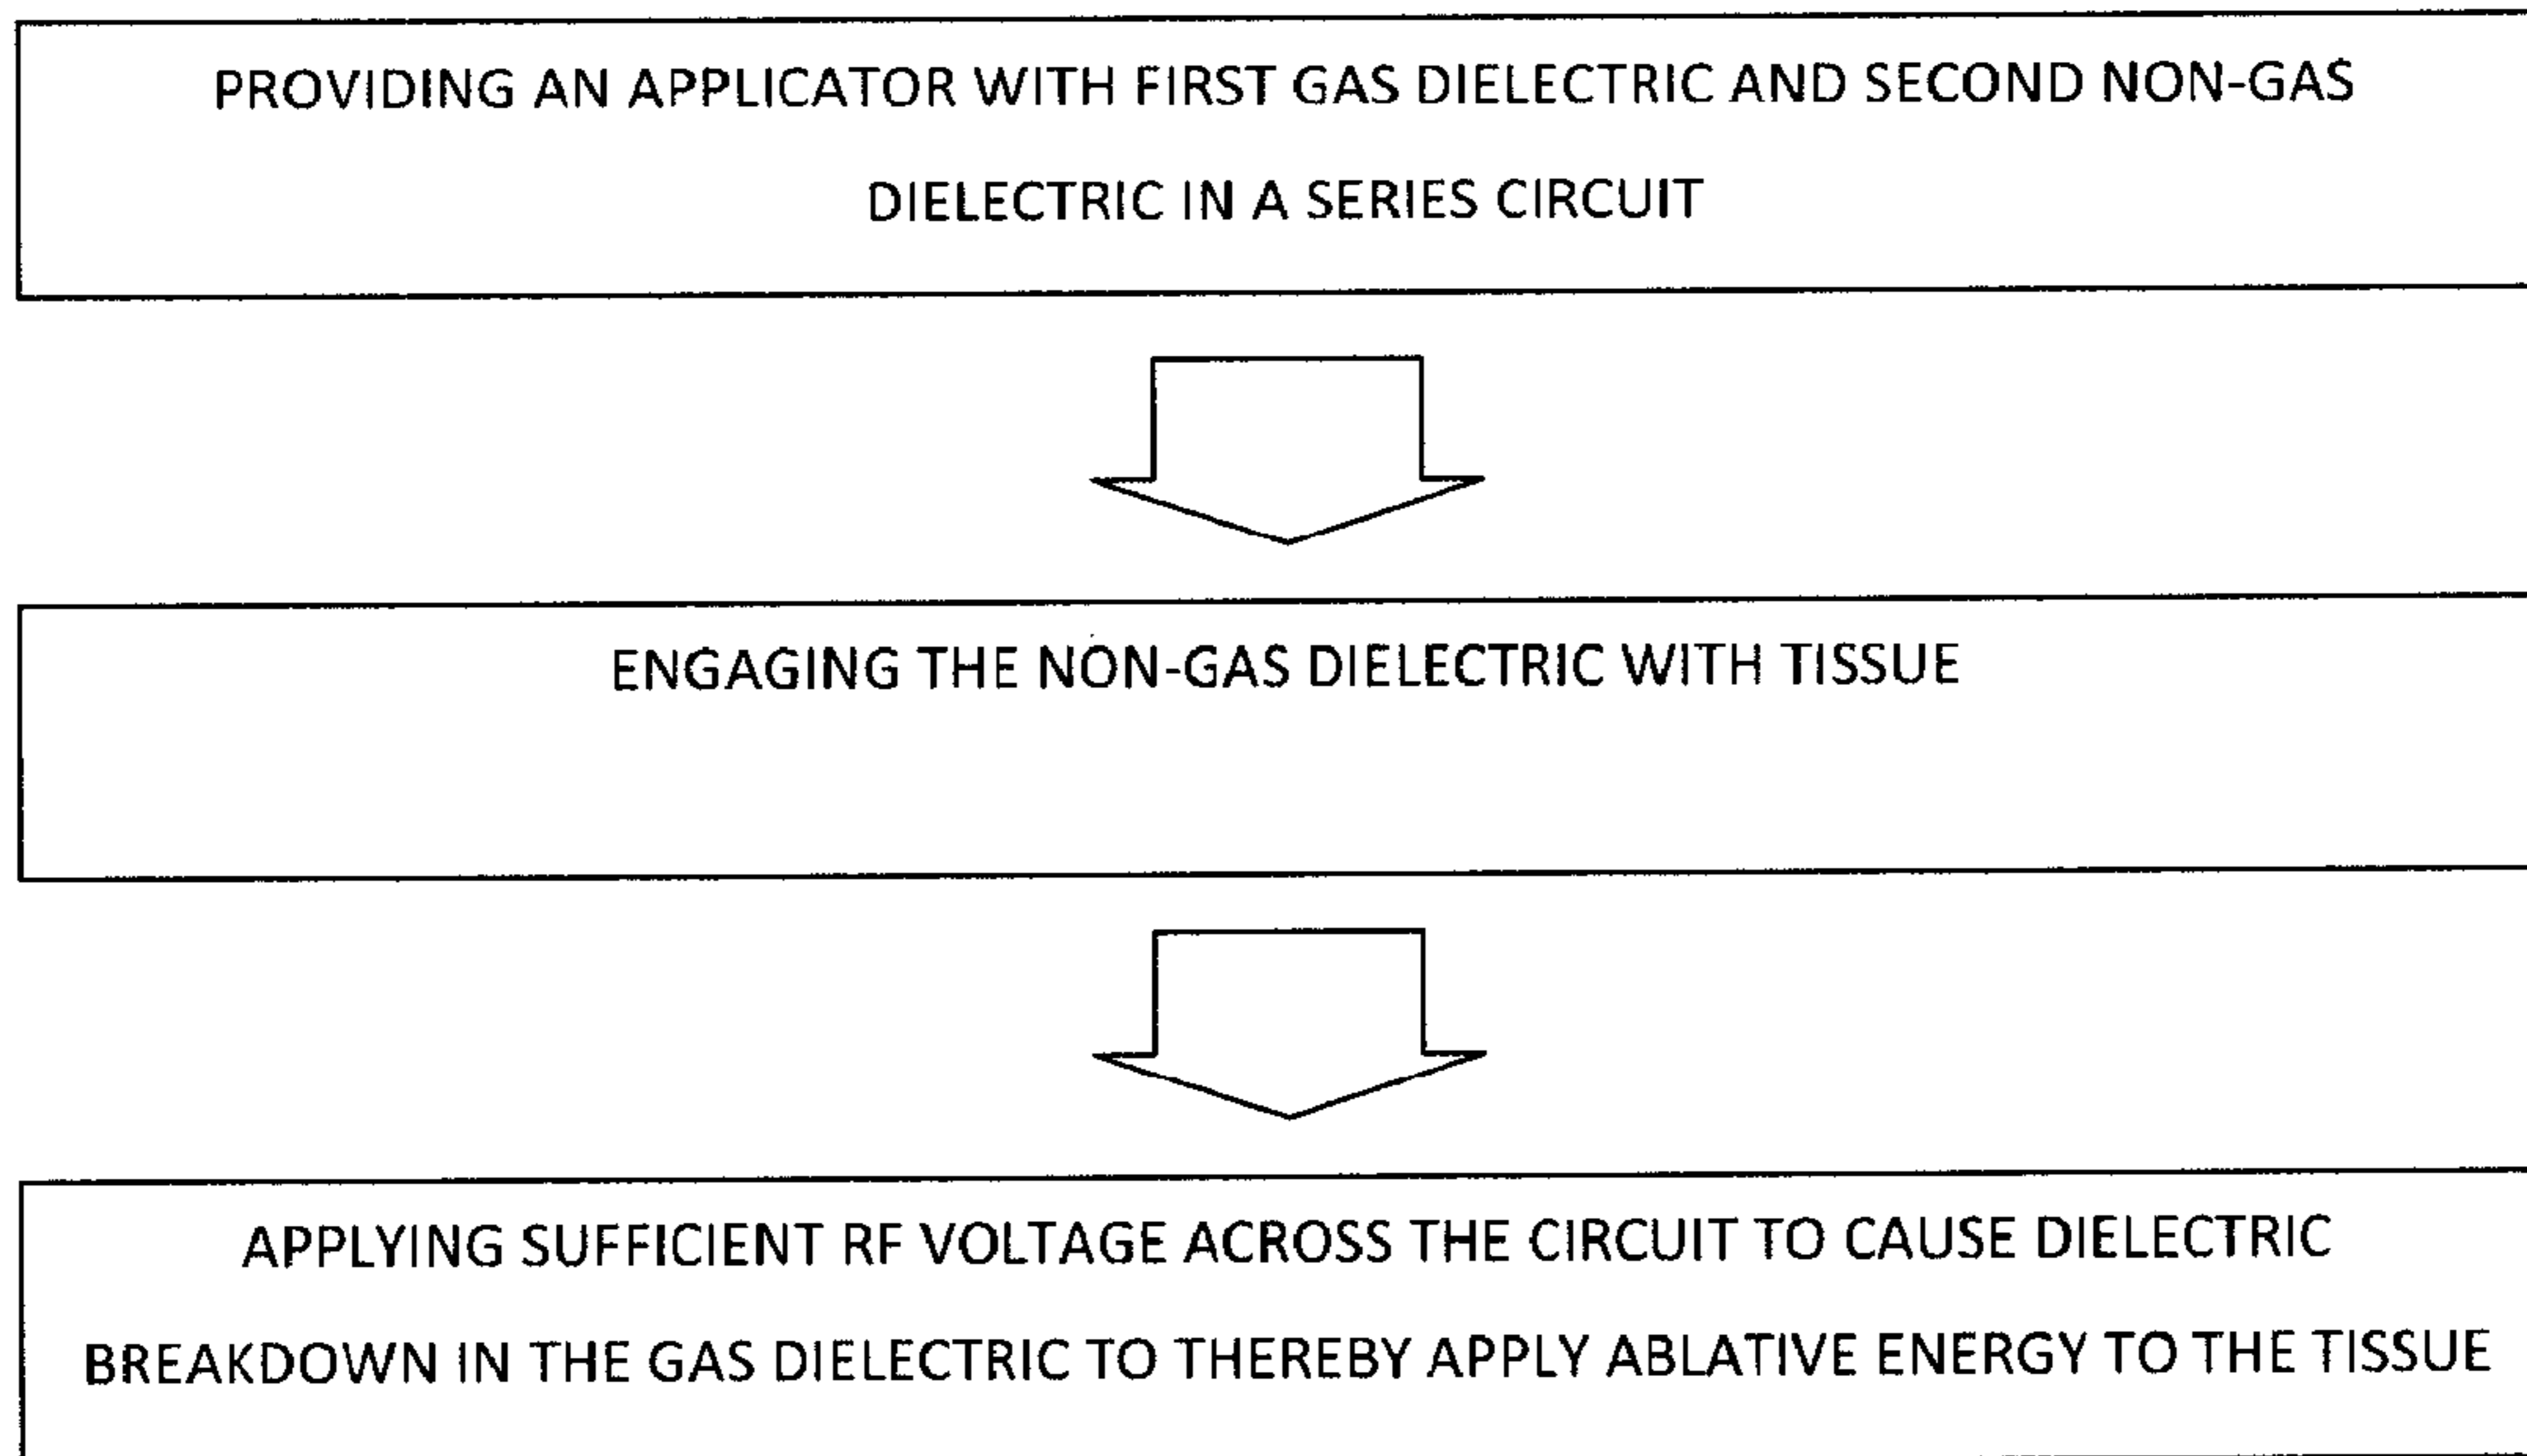 PROVIDING AN APPLICATOR WITH FIRST GAS DIELECTRIC AND SECOND NON-GAS
DIELECTRIC IN A SERIES CIRCUIT
ENGAGING THE NON-GAS DIELECTRIC WITH TISSUE
APPLYING SUFFICIENT RF VOLTAGE ACROSS THE CIRCUIT TO CAUSE DIELECTRIC
BREAKDOWN IN THE GAS DIELECTRIC TO THEREBY APPLY ABLATIVE ENERGY TO THE TISSUE